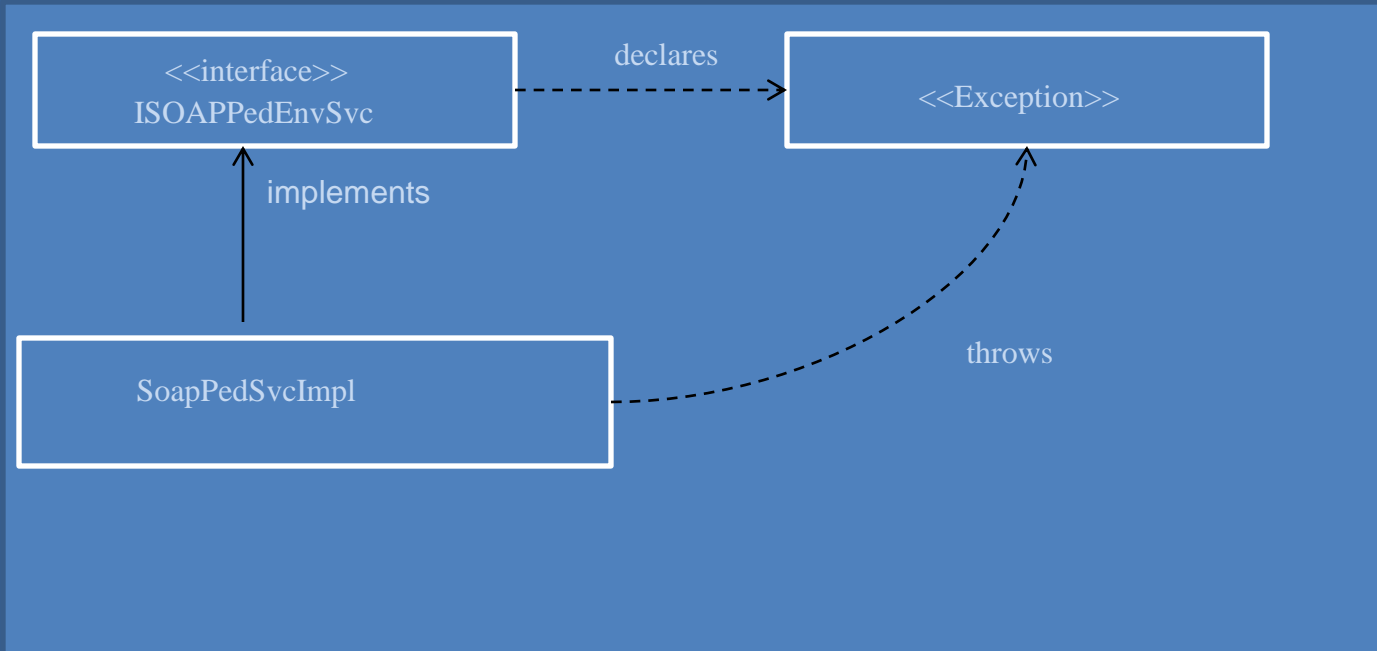 <<interface>>
ISOAPPedEnvSvc
declares
<<Exception>>
implements
throws
SoapPedSvcImpl